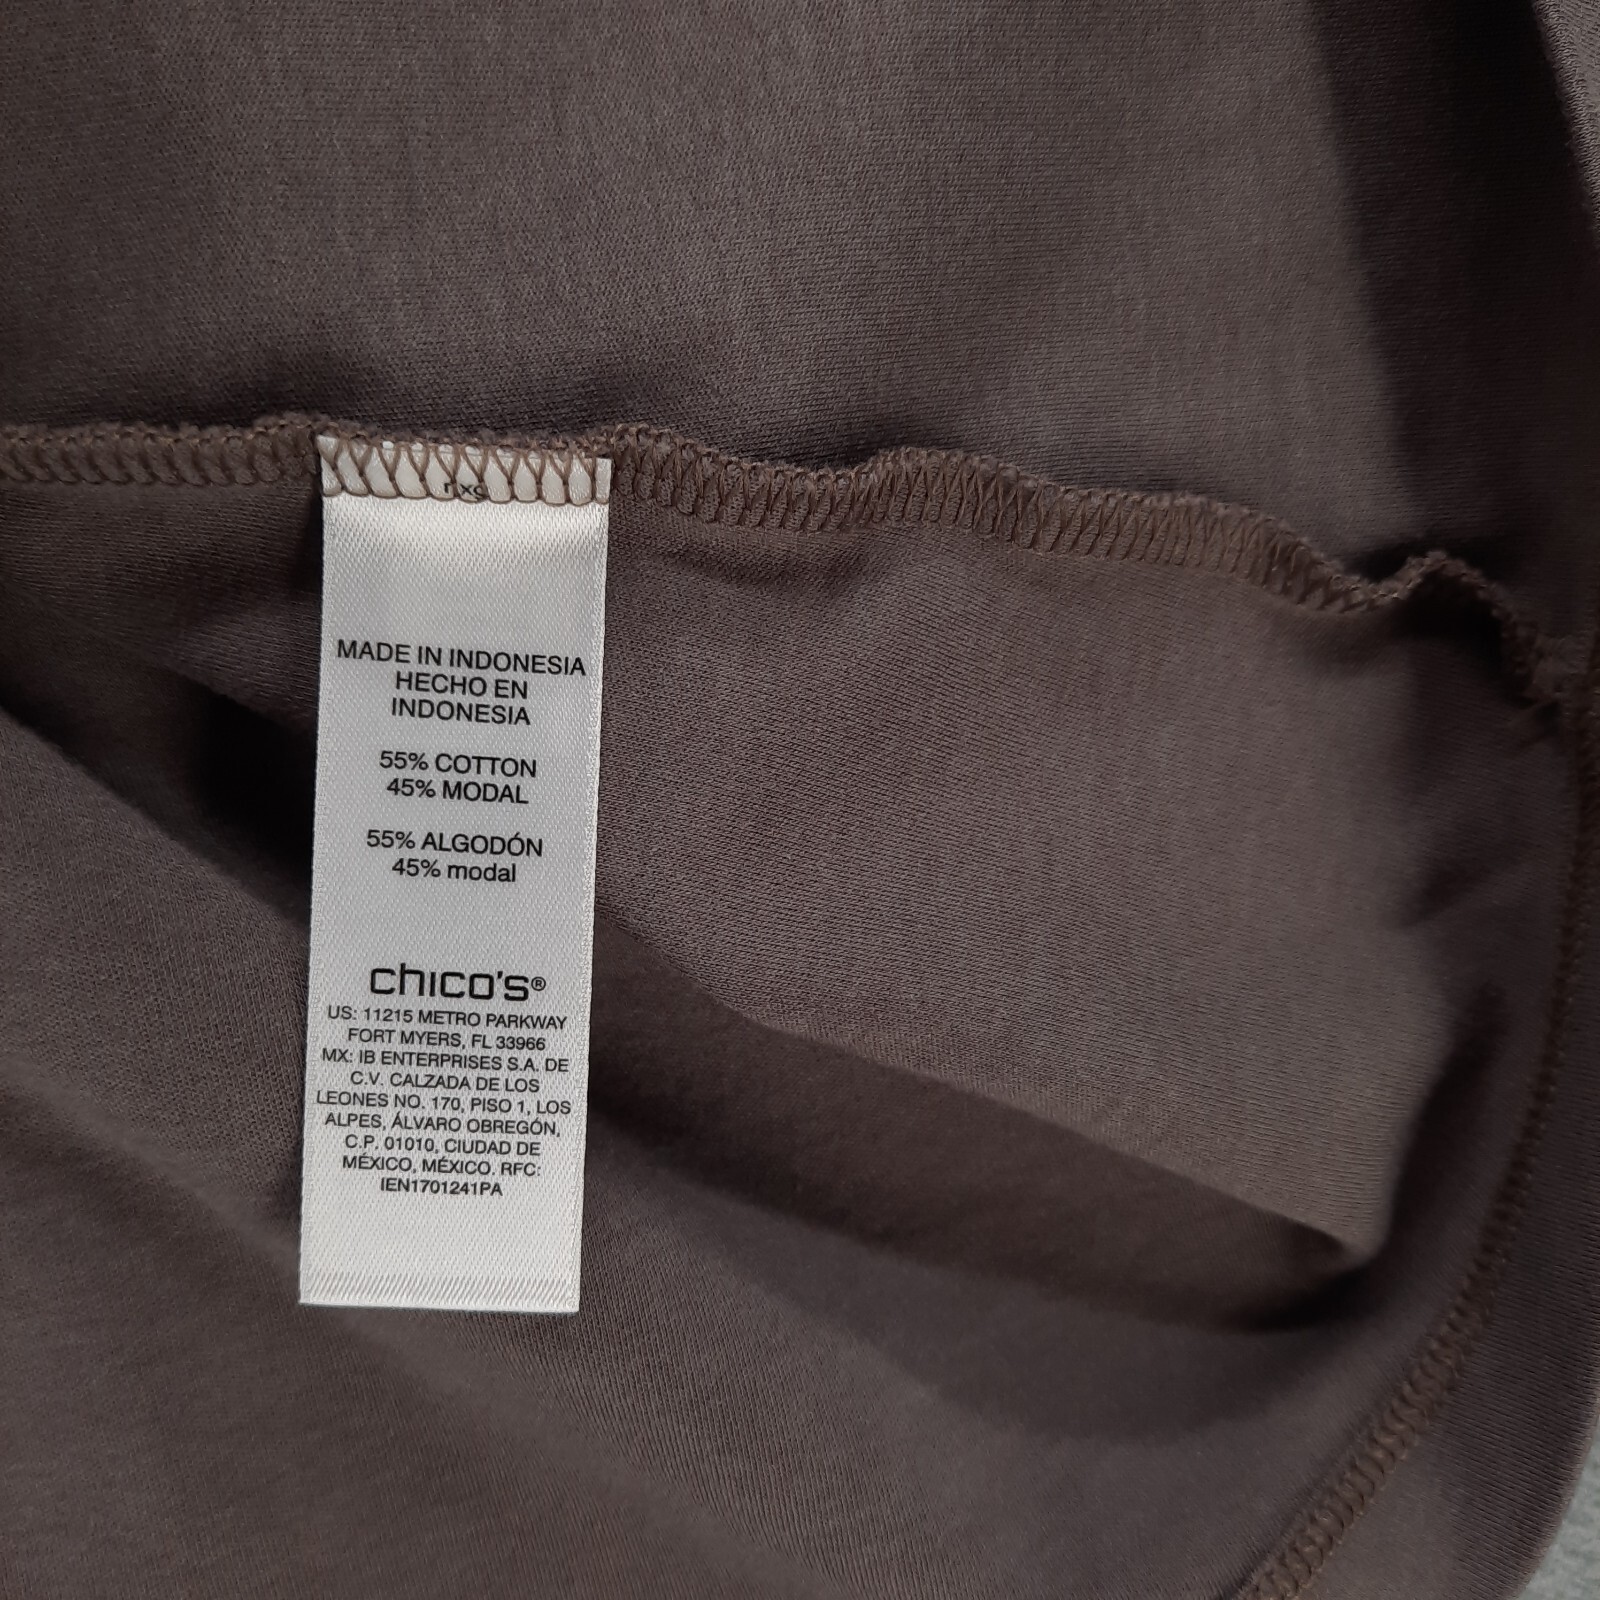 MADE IN INDONESIA
HECHO EN
INDONESIA
55% COTTON
45% MODAL
55% ALGODÓN
45% modal
chico's®
US: 11215 METRO PARKWAY
FORT MYERS, FL 33966
MX: IB ENTERPRISES S.A. DE
C.V. CALZADA DE LOS
LEONES NO. 170, PISO 1, LOS
ALPES, ÁLVARO OBREGÓN,
C.P. 01010, CIUDAD DE
MÉXICO, MÉXICO. RFC:
IEN1701241PA